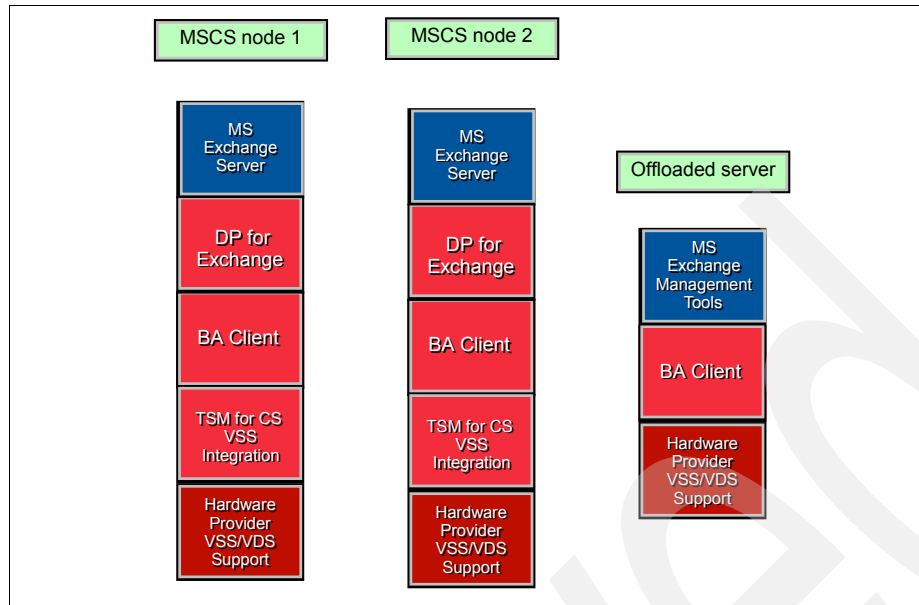 MSCS node 1
MS
Exchange
Server
DP for
Exchange
BA Client
TSM for CS
VSS
Integration
Hardware
Provider
VSS/VDS
Support
MSCS node 2
MS
Exchange
Server
DP for
Exchange
BA Client
TSM for CS
VSS
Integration
Hardware
Provider
VSS/VDS
Support
Offloaded server
MS
Exchange
Management
Tools
BA Client
Hardware
Provider
VSS/VDS
Support